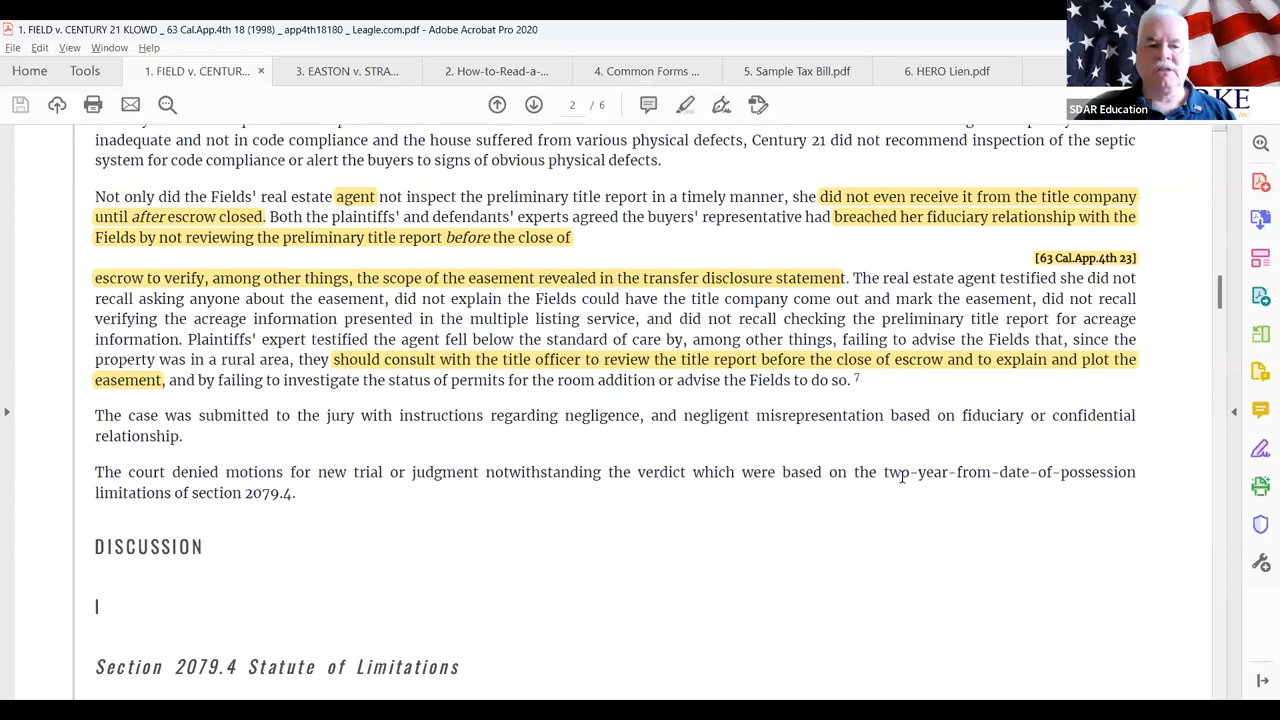 1. FIELD v. CENTURY 21 KLOWD _ 63 Cal.App.4th 18 (1998) _ app4th18180 _ Leagle.com.pdf - Adobe Acrobat Pro 2020
File Edit View Window Help
Home Tools 1. FIELD v. CENTUR... × 3. EASTON v. STRA... 2. How-to-Read-a-... 4. Common Forms ... 5. Sample Tax Bill.pdf 6. HERO Lien.pdf
RKE
SDAR Education
2 / 6
inadequate and not in code compliance and the house suffered from various physical defects, Century 21 did not recommend inspection of the septic
system for code compliance or alert the buyers to signs of obvious physical defects.
Not only did the Fields' real estate agent not inspect the preliminary title report in a timely manner, she did not even receive it from the title company
until after escrow closed. Both the plaintiffs' and defendants' experts agreed the buyers' representative had breached her fiduciary relationship with the
Fields by not reviewing the preliminary title report before the close of
[63 Cal.App.4th 23]
escrow to verify, among other things, the scope of the easement revealed in the transfer disclosure statement. The real estate agent testified she did not
recall asking anyone about the easement, did not explain the Fields could have the title company come out and mark the easement, did not recall
verifying the acreage information presented in the multiple listing service, and did not recall checking the preliminary title report for acreage
information. Plaintiffs' expert testified the agent fell below the standard of care by, among other things, failing to advise the Fields that, since the
property was in a rural area, they should consult with the title officer to review the title report before the close of escrow and to explain and plot the
easement, and by failing to investigate the status of permits for the room addition or advise the Fields to do so. 7
The case was submitted to the jury with instructions regarding negligence, and negligent misrepresentation based on fiduciary or confidential
relationship.
The court denied motions for new trial or judgment notwithstanding the verdict which were based on the two-year-from-date-of-possession
limitations of section 2079.4.
DISCUSSION
I
Section 2079.4 Statute of Limitations